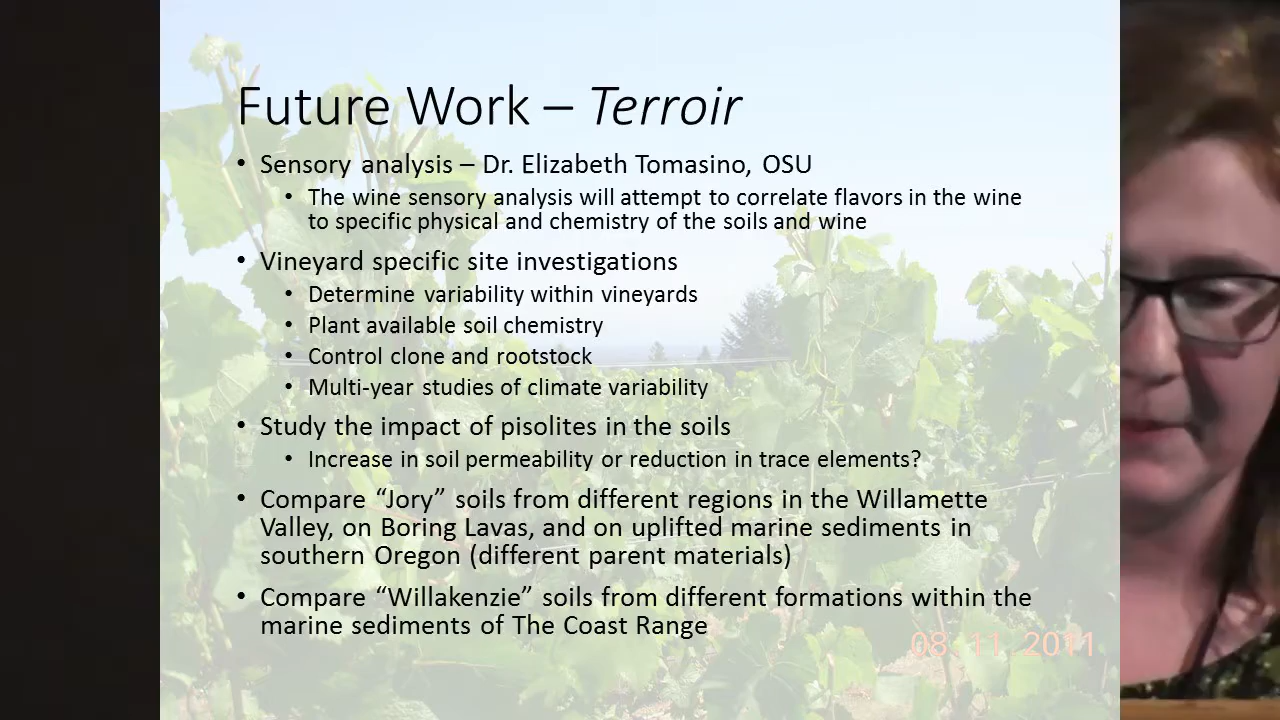 Future Work – Terroir
• Sensory analysis – Dr. Elizabeth Tomasino, OSU
• The wine sensory analysis will attempt to correlate flavors in the wine
to specific physical and chemistry of the soils and wine
• Vineyard specific site investigations
• Determine variability within vineyards
• Plant available soil chemistry
• Control clone and rootstock
• Multi-year studies of climate variability
• Study the impact of pisolites in the soils
• Increase in soil permeability or reduction in trace elements?
• Compare “Jory” soils from different regions in the Willamette
Valley, on Boring Lavas, and on uplifted marine sediments in
southern Oregon (different parent materials)
• Compare “Willakenzie” soils from different formations within the
marine sediments of The Coast Range
08.11.2011